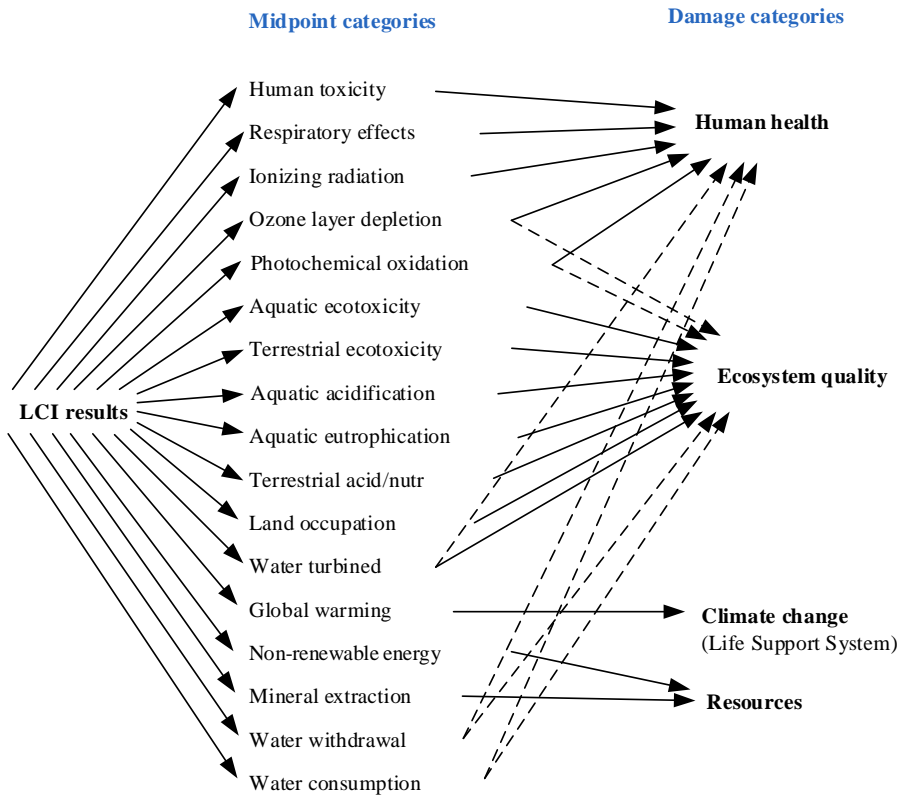 Midpoint categories
Damage categories
Human toxicity
Respiratory effects
Ionizing radiation
Ozone layer depletion
Photochemical oxidation
Aquatic ecotoxicity
Terrestrial ecotoxicity
Aquatic acidification
LCI results
Aquatic eutrophication
Terrestrial acid/nutr
Land occupation
Water turbined
Global warming
Non-renewable energy
Mineral extraction
Water withdrawal
Water consumption
Human health
Ecosystem quality
Climate change
(Life Support System)
Resources